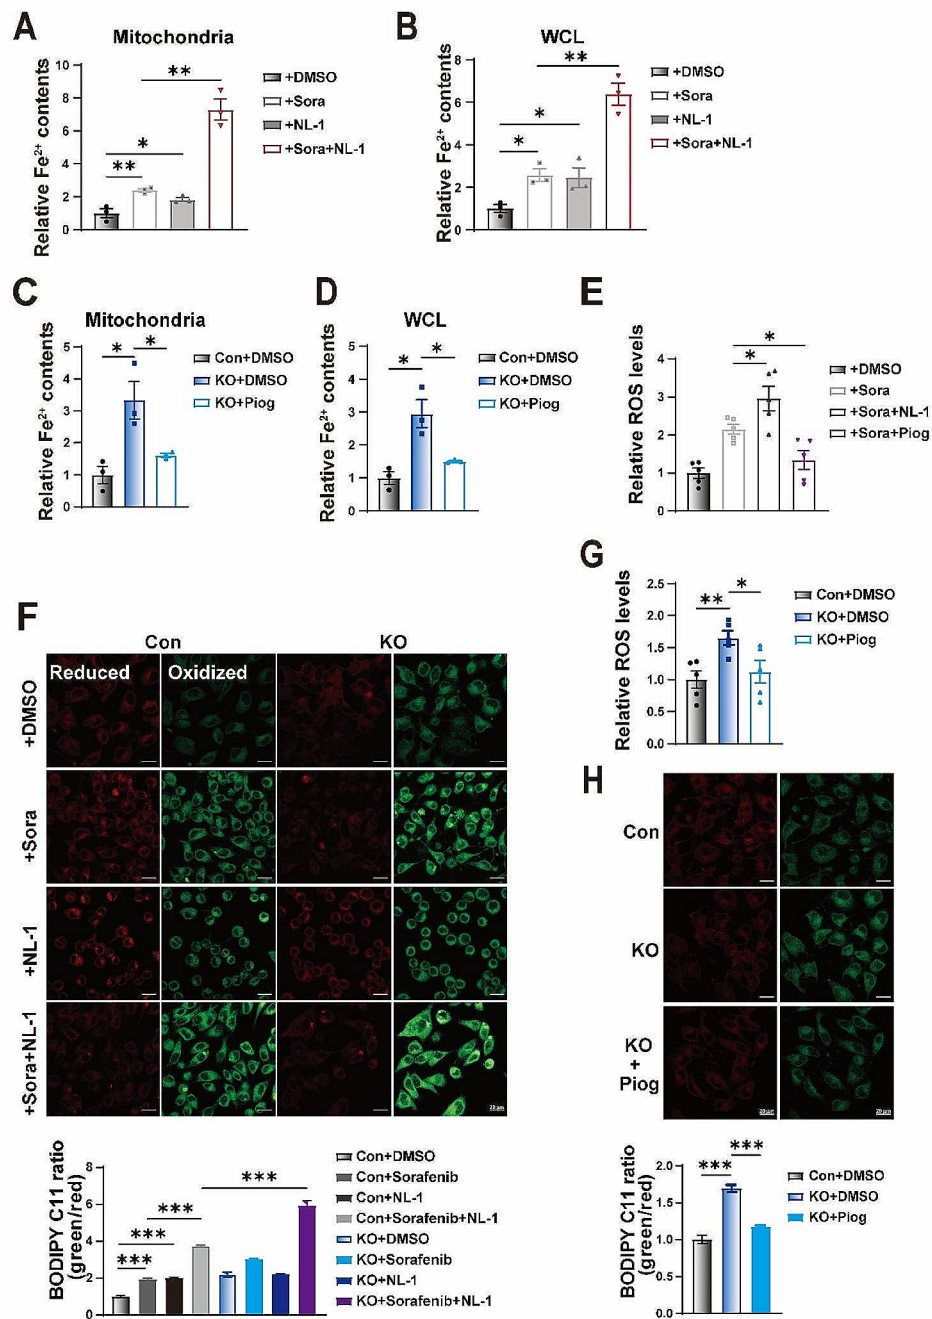 A
Mitochondria
Relative Fe²⁺ contents
10
8
6
4
2
0
**
*
**
+DMSO
+Sora
+NL-1
+Sora+NL-1
B
WCL
Relative Fe²⁺ contents
8
6
4
2
0
*
*
**
+DMSO
+Sora
+NL-1
+Sora+NL-1
C
Mitochondria
Relative Fe²⁺ contents
5
4
3
2
1
0
*
*
Con+DMSO
KO+DMSO
KO+Piog
D
WCL
Relative Fe²⁺ contents
5
4
3
2
1
0
*
*
Con+DMSO
KO+DMSO
KO+Piog
E
Relative ROS levels
4
3
2
1
0
*
*
+DMSO
+Sora
+Sora+NL-1
+Sora+Piog
F
Con
KO
Reduced
Oxidized
+DMSO
+Sora
+NL-1
+Sora+NL-1
20 µm
BODIPY C11 ratio
(green/red)
8
6
4
2
0
***
***
***
***
Con+DMSO
Con+Sorafenib
Con+NL-1
Con+Sorafenib+NL-1
KO+DMSO
KO+Sorafenib
KO+NL-1
KO+Sorafenib+NL-1
G
Relative ROS levels
2.5
2.0
1.5
1.0
0.5
0.0
**
*
Con+DMSO
KO+DMSO
KO+Piog
H
Con
KO
KO
+
Piog
20 µm
20 µm
BODIPY C11 ratio
(green/red)
2.0
1.5
1.0
0.5
0.0
***
***
Con+DMSO
KO+DMSO
KO+Piog